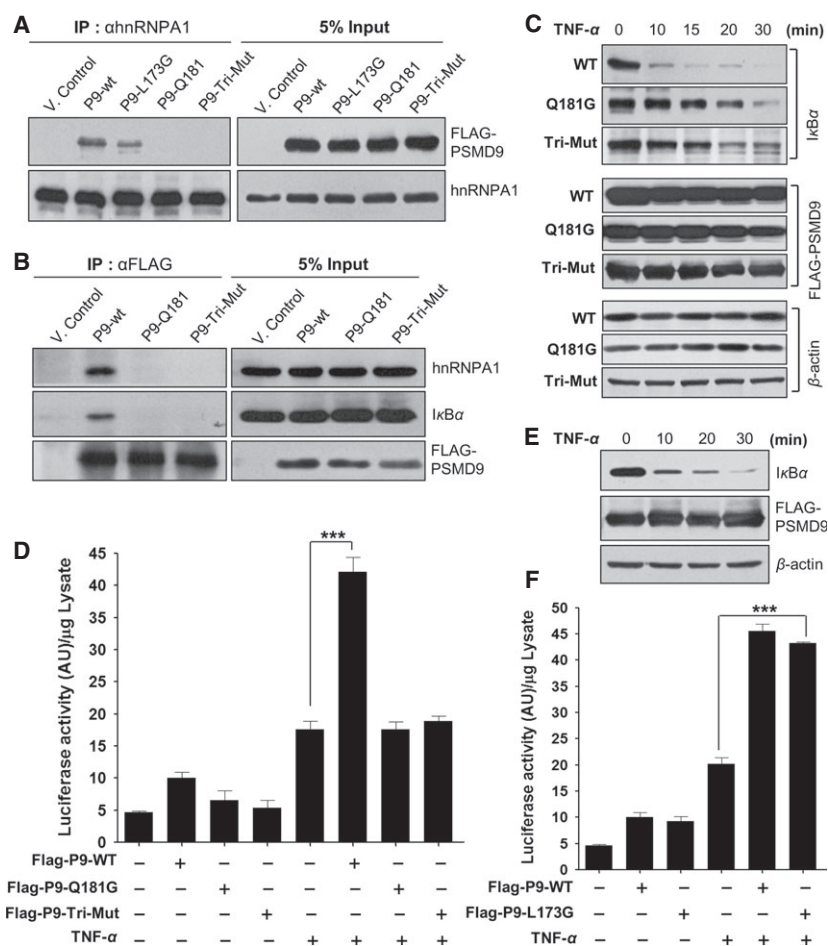 A
IP : αhnRNPA1
5% Input
V. Control
P9-wt
P9-L173G
P9-Q181
P9-Tri-Mut
V. Control
P9-wt
P9-L173G
P9-Q181
P9-Tri-Mut
FLAG-
PSMD9
hnRNPA1
B
IP : αFLAG
5% Input
V. Control
P9-wt
P9-Q181
P9-Tri-Mut
V. Control
P9-wt
P9-Q181
P9-Tri-Mut
hnRNPA1
IκBα
FLAG-
PSMD9
C
TNF-α 0 10 15 20 30 (min)
WT
Q181G
Tri-Mut
IκBα
WT
Q181G
Tri-Mut
FLAG-PSMD9
WT
Q181G
Tri-Mut
β-actin
D
Luciferase activity (AU)/μg Lysate
45
40
35
30
25
20
15
10
5
0
***
Flag-P9-WT – + – – – + – –
Flag-P9-Q181G – – + – – – + –
Flag-P9-Tri-Mut – – – + – – – +
TNF-α – – – – + + + +
E
TNF-α 0 10 20 30 (min)
IκBα
FLAG-
PSMD9
β-actin
F
Luciferase activity (AU)/μg Lysate
50
45
40
35
30
25
20
15
10
5
0
***
Flag-P9-WT – + – – + –
Flag-P9-L173G – – + – – +
TNF-α – – – + + +